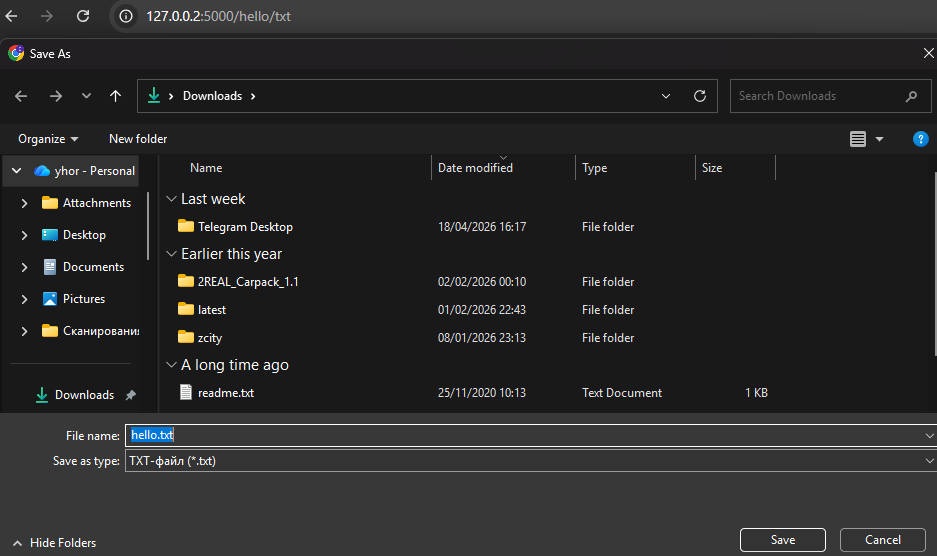 127.0.0.2:5000/hello/txt
Save As
Downloads
Search Downloads
Organize
New folder
yhor - Personal
Attachments
Desktop
Documents
Pictures
Сканирования
Downloads
Name Date modified Type Size
Last week
Telegram Desktop 18/04/2026 16:17 File folder
Earlier this year
2REAL_Carpack_1.1 02/02/2026 00:10 File folder
latest 01/02/2026 22:43 File folder
zcity 08/01/2026 23:13 File folder
A long time ago
readme.txt 25/11/2020 10:13 Text Document 1 KB
File name: hello.txt
Save as type: TXT-файл (*.txt)
Hide Folders
Save
Cancel